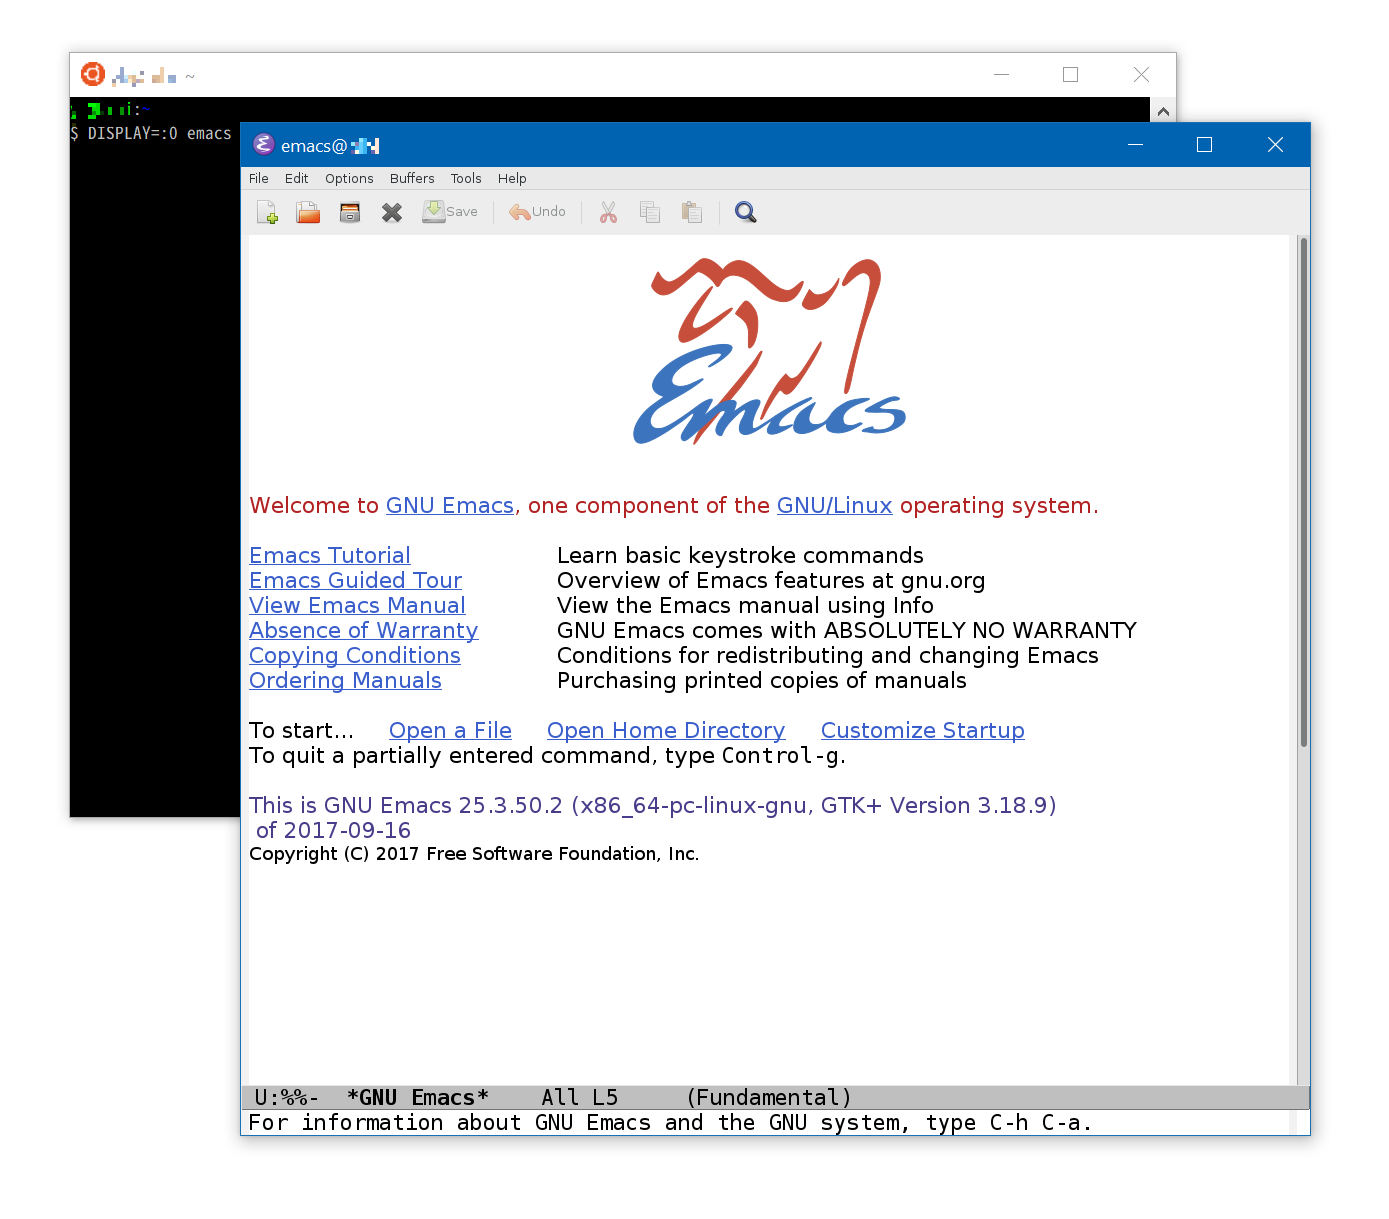 ~
i:~
$ DISPLAY=:0 emacs
emacs@
File Edit Options Buffers Tools Help
Save Undo
Emacs
Welcome to GNU Emacs, one component of the GNU/Linux operating system.
Emacs Tutorial Learn basic keystroke commands
Emacs Guided Tour Overview of Emacs features at gnu.org
View Emacs Manual View the Emacs manual using Info
Absence of Warranty GNU Emacs comes with ABSOLUTELY NO WARRANTY
Copying Conditions Conditions for redistributing and changing Emacs
Ordering Manuals Purchasing printed copies of manuals
To start... Open a File Open Home Directory Customize Startup
To quit a partially entered command, type Control-g.
This is GNU Emacs 25.3.50.2 (x86_64-pc-linux-gnu, GTK+ Version 3.18.9)
of 2017-09-16
Copyright (C) 2017 Free Software Foundation, Inc.
U:%%- *GNU Emacs* All L5 (Fundamental)
For information about GNU Emacs and the GNU system, type C-h C-a.